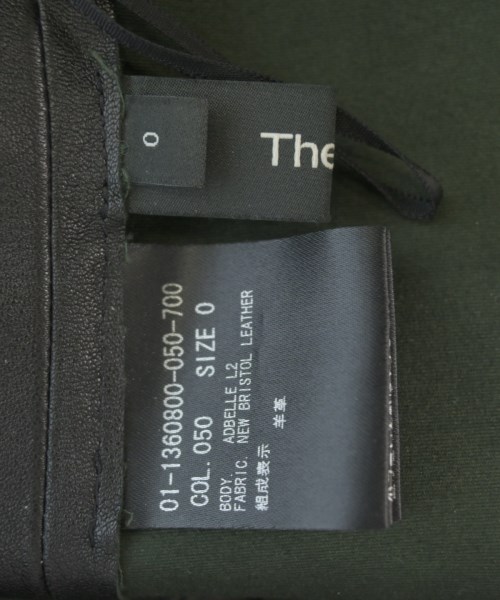 0
The
01-1360800-050-700
COL.050 SIZE 0
BODY. ADBELLE L2
FABRIC. NEW BRISTOL LEATHER
組成表示 羊革